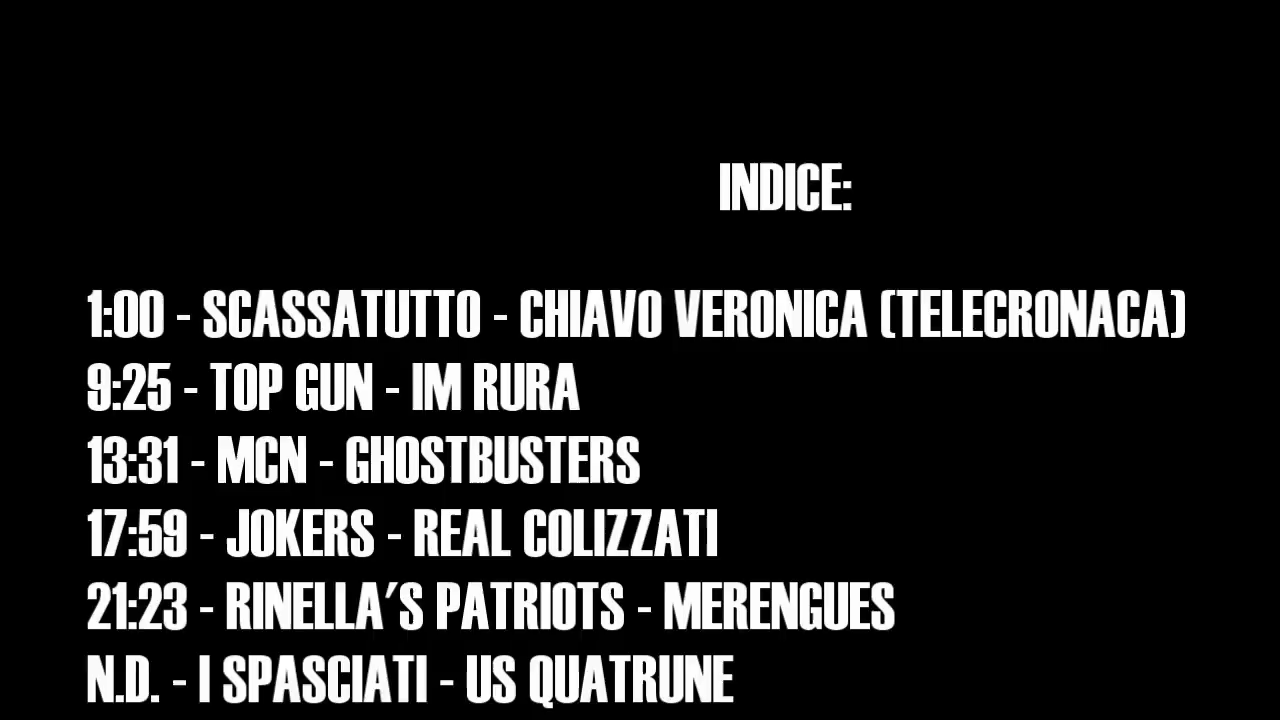 INDICE:
1:00 - SCASSATUTTO - CHIAVO VERONICA (TELECRONACA)
9:25 - TOP GUN - IM RURA
13:31 - MCN - GHOSTBUSTERS
17:59 - JOKERS - REAL COLIZZATI
21:23 - RINELLA'S PATRIOTS - MERENGUES
N.D. - I SPASCIATI - US QUATRUNE